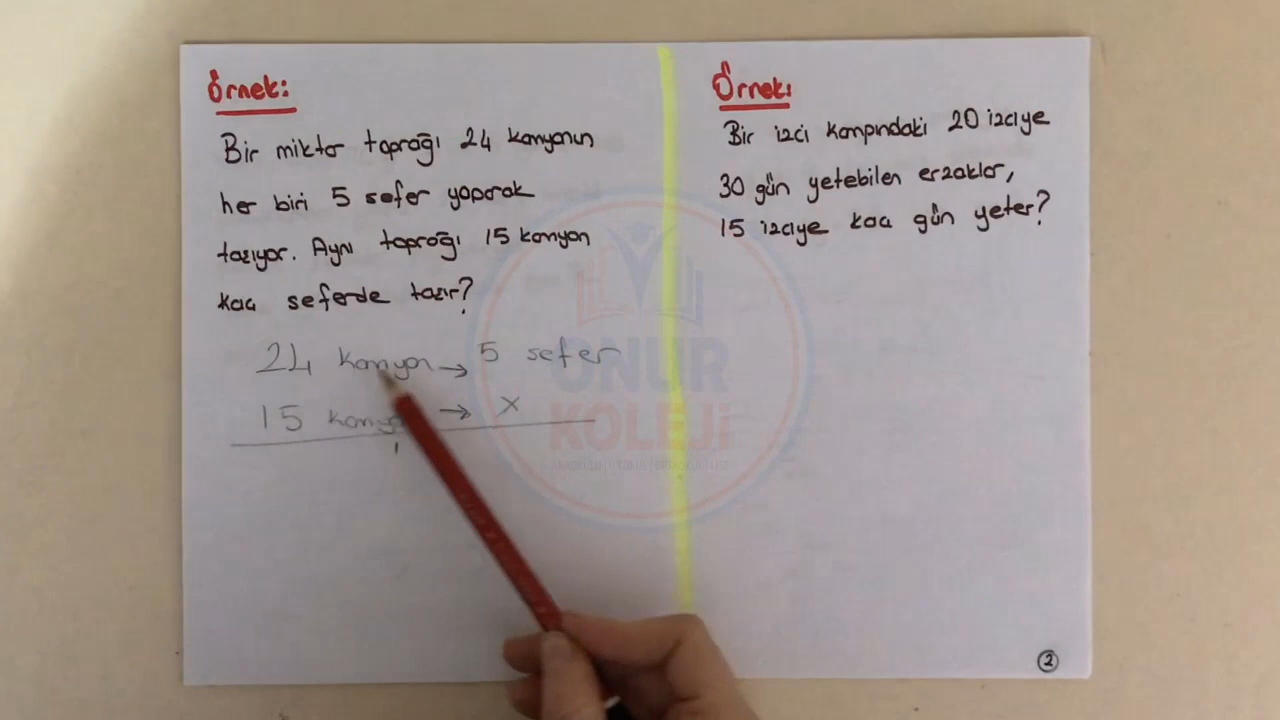 Örnek:
Bir miktar toprağı 24 kamyonun
her biri 5 sefer yaparak
taşıyor. Aynı toprağı 15 kamyon
kaç seferde taşır?
24 kamyon → 5 sefer
15 → x
Örnek:
Bir izci kampındaki 20 izciye
30 gün yetebilen erzaklar,
15 izciye kaç gün yeter?
ONUR
KOLEJİ
2